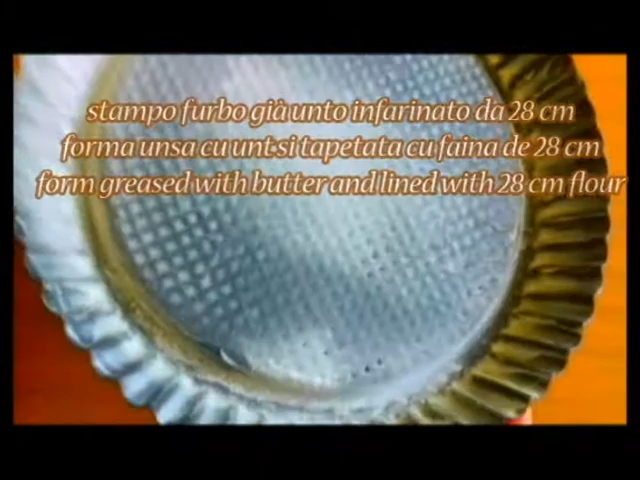 stampo furbo già unto infarinato da 28 cm
forma unsa cu unt si tapetata cu faina de 28 cm
form greased with butter and lined with 28 cm flour